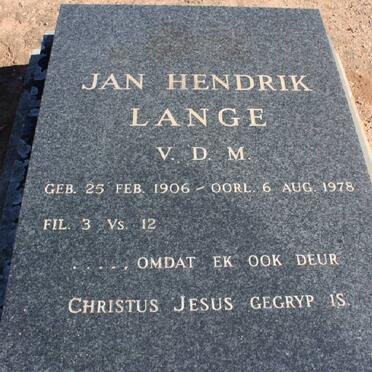 JAN HENDRIK
LANGE
V. D. M.
GEB. 25 FEB. 1906 - OORL. 6 AUG. 1978
FIL. 3 Vs. 12
. . . . , OMDAT EK OOK DEUR
CHRISTUS JESUS GEGRYP IS.